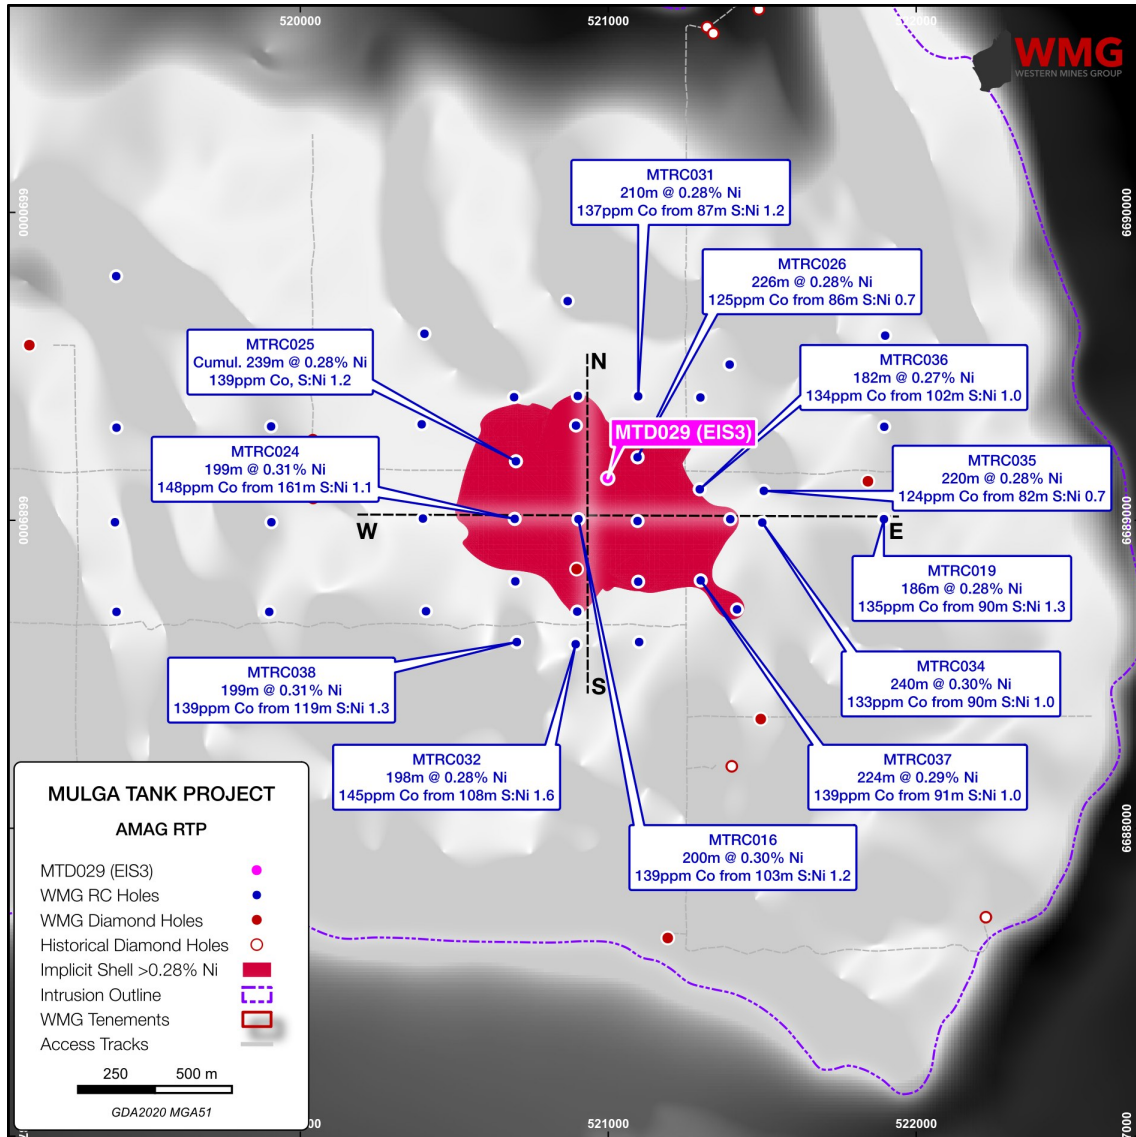 520000
521000
522000
WMG
WESTERN MINES GROUP
6690000
6690000
MTRC031
210m @ 0.28% Ni
137ppm Co from 87m S:Ni 1.2
MTRC026
226m @ 0.28% Ni
125ppm Co from 86m S:Ni 0.7
MTRC025
Cumul. 239m @ 0.28% Ni
139ppm Co, S:Ni 1.2
N
MTRC036
182m @ 0.27% Ni
134ppm Co from 102m S:Ni 1.0
MTD029 (EIS3)
MTRC024
199m @ 0.31% Ni
148ppm Co from 161m S:Ni 1.1
MTRC035
220m @ 0.28% Ni
124ppm Co from 82m S:Ni 0.7
6689000
6689000
W
E
MTRC019
186m @ 0.28% Ni
135ppm Co from 90m S:Ni 1.3
MTRC038
199m @ 0.31% Ni
139ppm Co from 119m S:Ni 1.3
S
MTRC034
240m @ 0.30% Ni
133ppm Co from 90m S:Ni 1.0
MTRC032
198m @ 0.28% Ni
145ppm Co from 108m S:Ni 1.6
MTRC037
224m @ 0.29% Ni
139ppm Co from 91m S:Ni 1.0
MTRC016
200m @ 0.30% Ni
139ppm Co from 103m S:Ni 1.2
6688000
MULGA TANK PROJECT
AMAG RTP
MTD029 (EIS3)
WMG RC Holes
WMG Diamond Holes
Historical Diamond Holes
Implicit Shell >0.28% Ni
Intrusion Outline
WMG Tenements
Access Tracks
250 500 m
GDA2020 MGA51
521000
522000